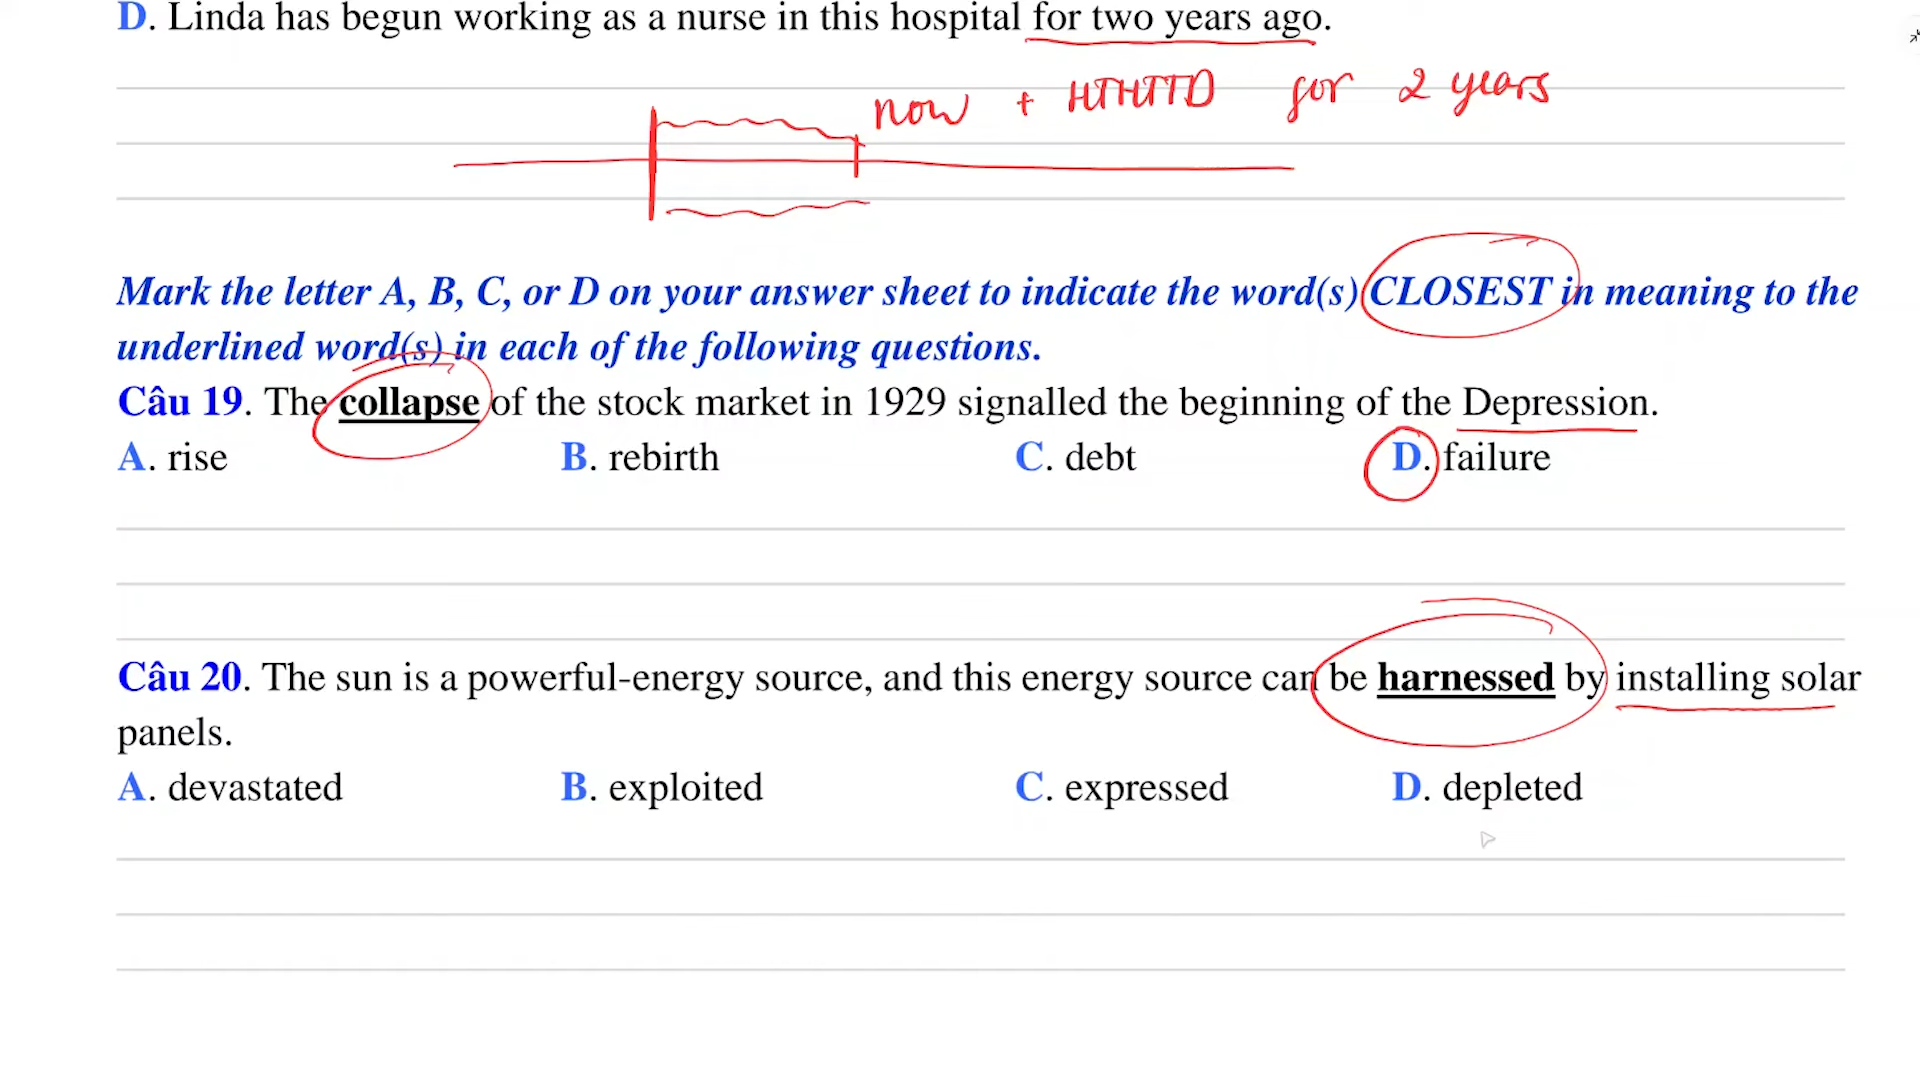 D. Linda has begun working as a nurse in this hospital for two years ago.
now + HTHTTD for 2 years
Mark the letter A, B, C, or D on your answer sheet to indicate the word(s) CLOSEST in meaning to the
underlined word(s) in each of the following questions.
Câu 19. The collapse of the stock market in 1929 signalled the beginning of the Depression.
A. rise B. rebirth C. debt D. failure
Câu 20. The sun is a powerful-energy source, and this energy source can be harnessed by installing solar
panels.
A. devastated B. exploited C. expressed D. depleted